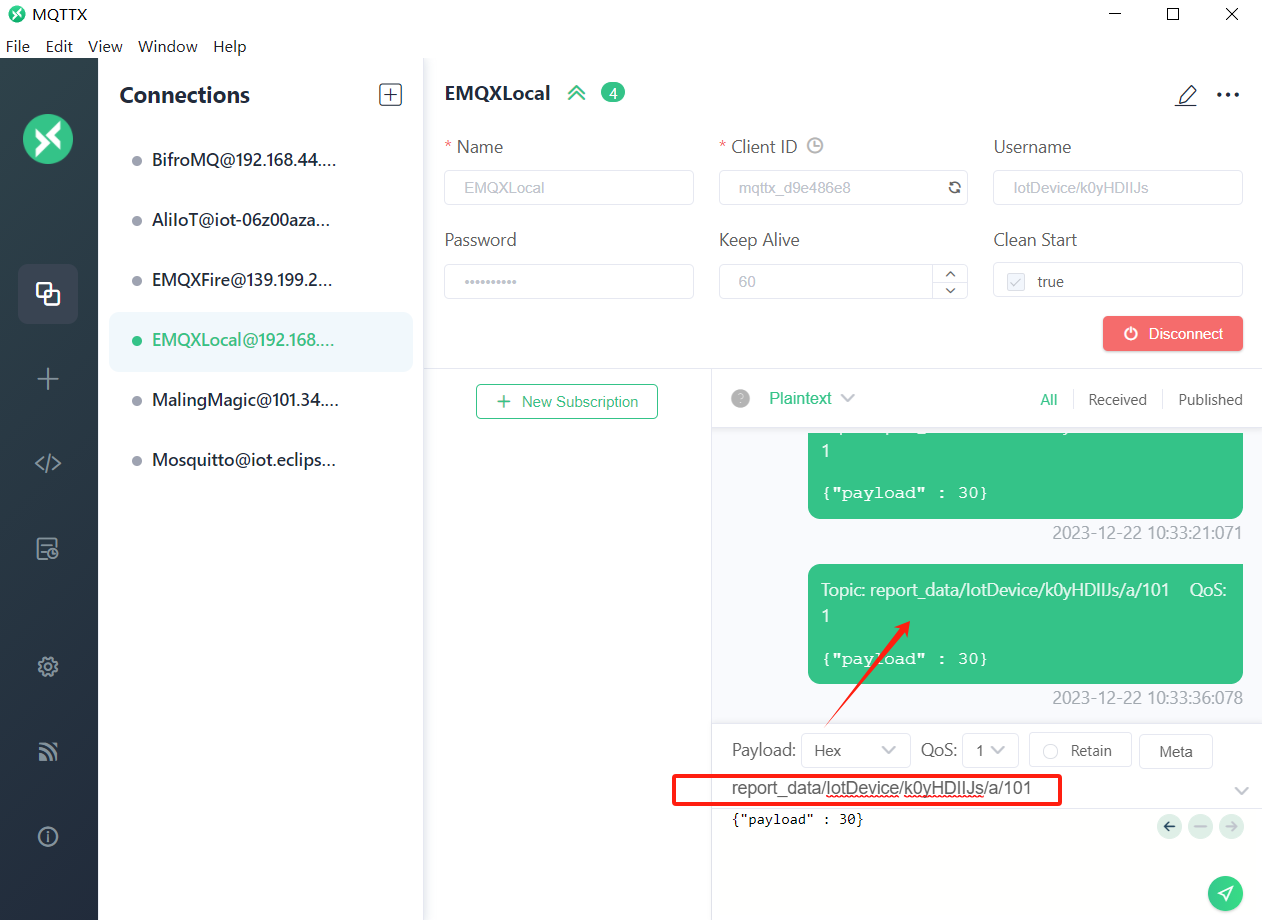 MQTTX
File Edit View Window Help
Connections
BifroMQ@192.168.44....
AliIoT@iot-06z00aza...
EMQXFire@139.199.2...
EMQXLocal@192.168....
MalingMagic@101.34....
Mosquitto@iot.eclips...
EMQXLocal 4
* Name
* Client ID
Username
EMQXLocal
mqttx_d9e486e8
IotDevice/k0yHDIIJs
Password
Keep Alive
Clean Start
••••••••••
60
true
Disconnect
New Subscription
? Plaintext
All
Received
Published
1
{"payload" : 30}
2023-12-22 10:33:21:071
Topic: report_data/IotDevice/k0yHDIIJs/a/101 QoS:
1
{"payload" : 30}
2023-12-22 10:33:36:078
Payload: Hex QoS: 1 Retain Meta
report_data/IotDevice/k0yHDIIJs/a/101
{"payload" : 30}